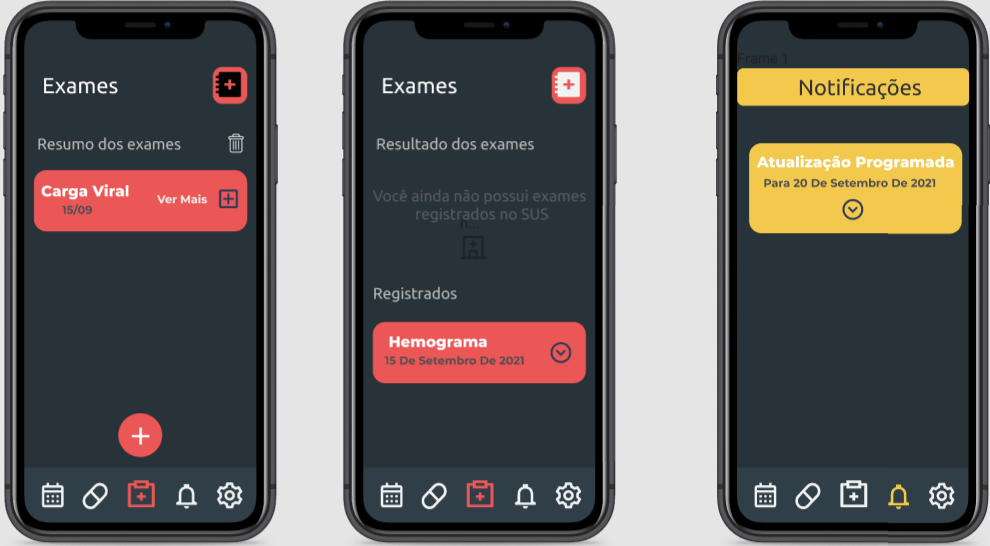 Exames
Resumo dos exames
Carga Viral
15/09
Ver Mais
Exames
Resultado dos exames
Você ainda não possui exames
registrados no SUS
Registrados
Hemograma
15 De Setembro De 2021
Frame 1
Notificações
Atualização Programada
Para 20 De Setembro De 2021